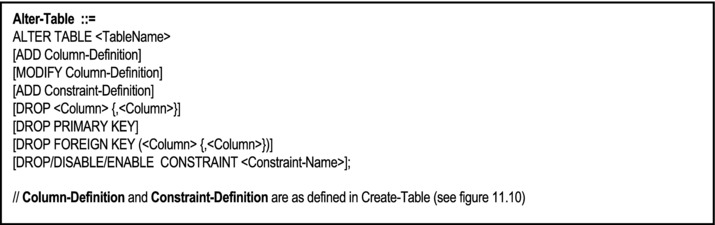 Alter-Table ::=
ALTER TABLE <TableName>
[ADD Column-Definition]
[MODIFY Column-Definition]
[ADD Constraint-Definition]
[DROP <Column> {,<Column>}]
[DROP PRIMARY KEY]
[DROP FOREIGN KEY (<Column> {,<Column>})]
[DROP/DISABLE/ENABLE CONSTRAINT <Constraint-Name>];
// Column-Definition and Constraint-Definition are as defined in Create-Table (see figure 11.10)